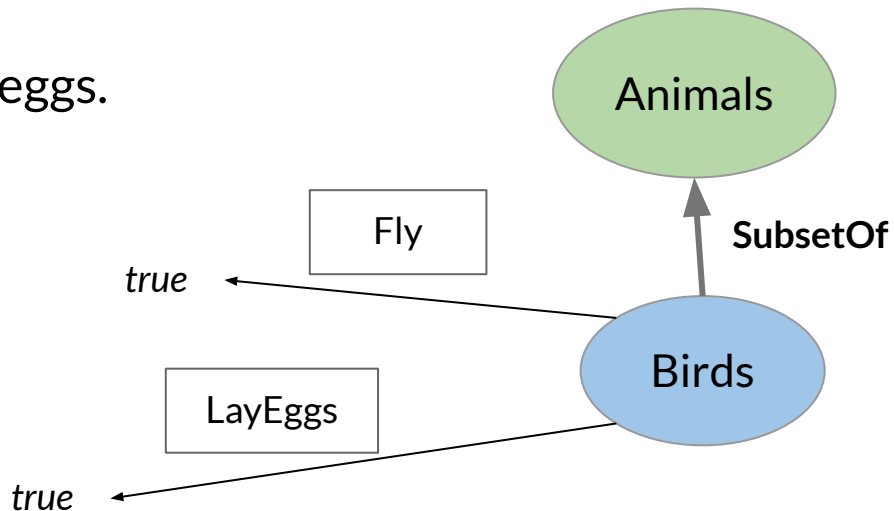 eggs.
Animals
Fly
SubsetOf
true
Birds
LayEggs
true